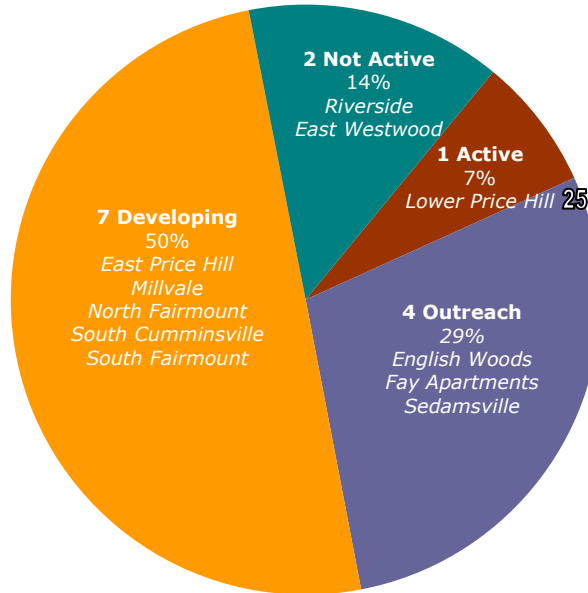 2 Not Active
14%
Riverside
East Westwood
1 Active
7%
Lower Price Hill 25
7 Developing
50%
East Price Hill
Millvale
North Fairmount
South Cumminsville
South Fairmount
4 Outreach
29%
English Woods
Fay Apartments
Sedamsville